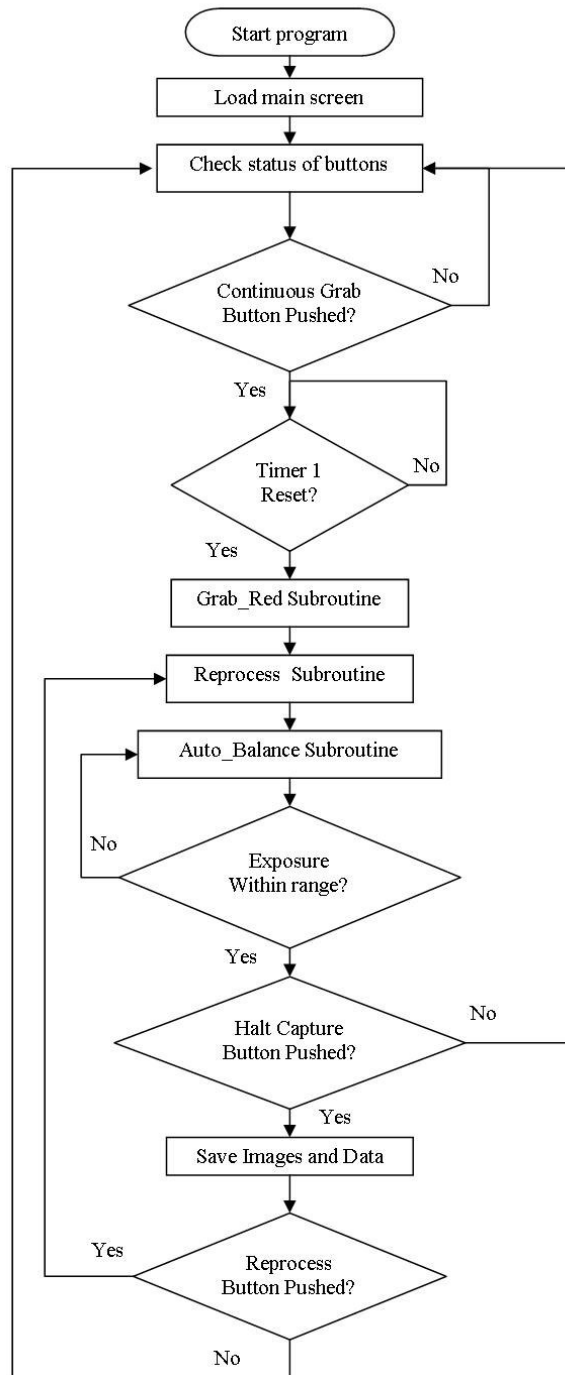 Start program
Load main screen
Check status of buttons
No
Continuous Grab
Button Pushed?
Yes
No
Timer 1
Reset?
Yes
Grab_Red Subroutine
Reprocess Subroutine
Auto_Balance Subroutine
No
Exposure
Within range?
Yes
No
Halt Capture
Button Pushed?
Yes
Save Images and Data
Yes
Reprocess
Button Pushed?
No